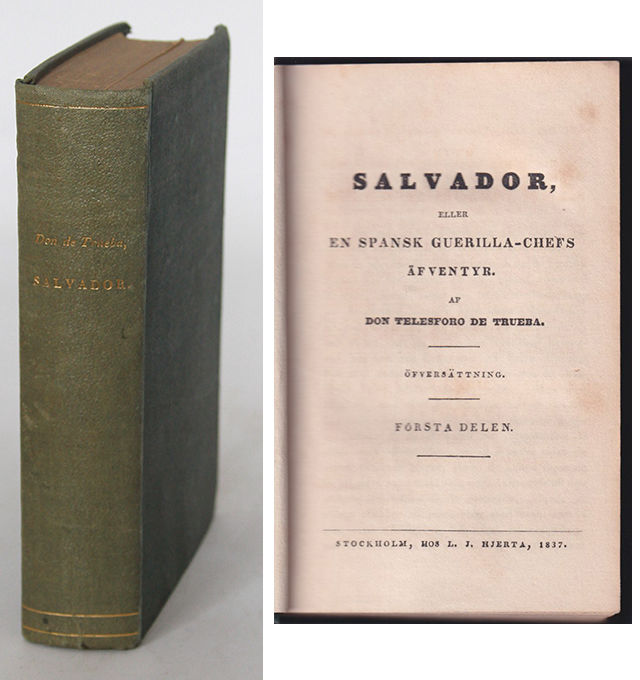 Don de Trueba,
SALVADOR.
SALVADOR,
ELLER
EN SPANSK GUERILLA-CHEFS
ÄFVENTYR.
AF
DON TELESFORO DE TRUEBA.
ÖFVERSÄTTNING.
FÖRSTA DELEN.
STOCKHOLM, HOS L. J. HJERTA, 1837.